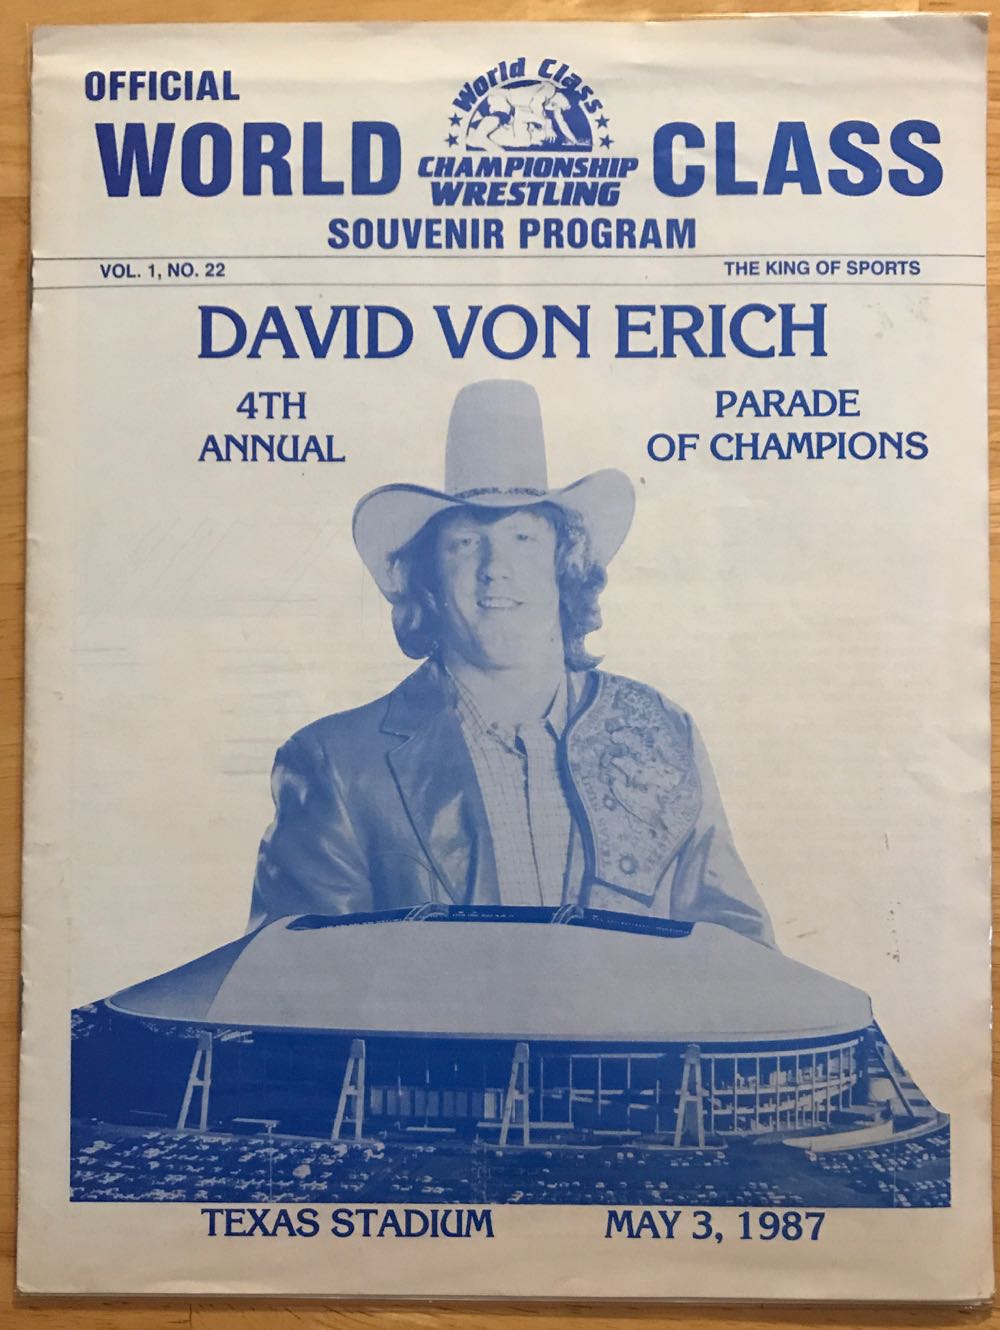 OFFICIAL
World Class
WORLD CHAMPIONSHIP CLASS
WRESTLING
SOUVENIR PROGRAM
VOL. 1, NO. 22 THE KING OF SPORTS
DAVID VON ERICH
4TH PARADE
ANNUAL OF CHAMPIONS
TEXAS
TEXAS STADIUM MAY 3, 1987